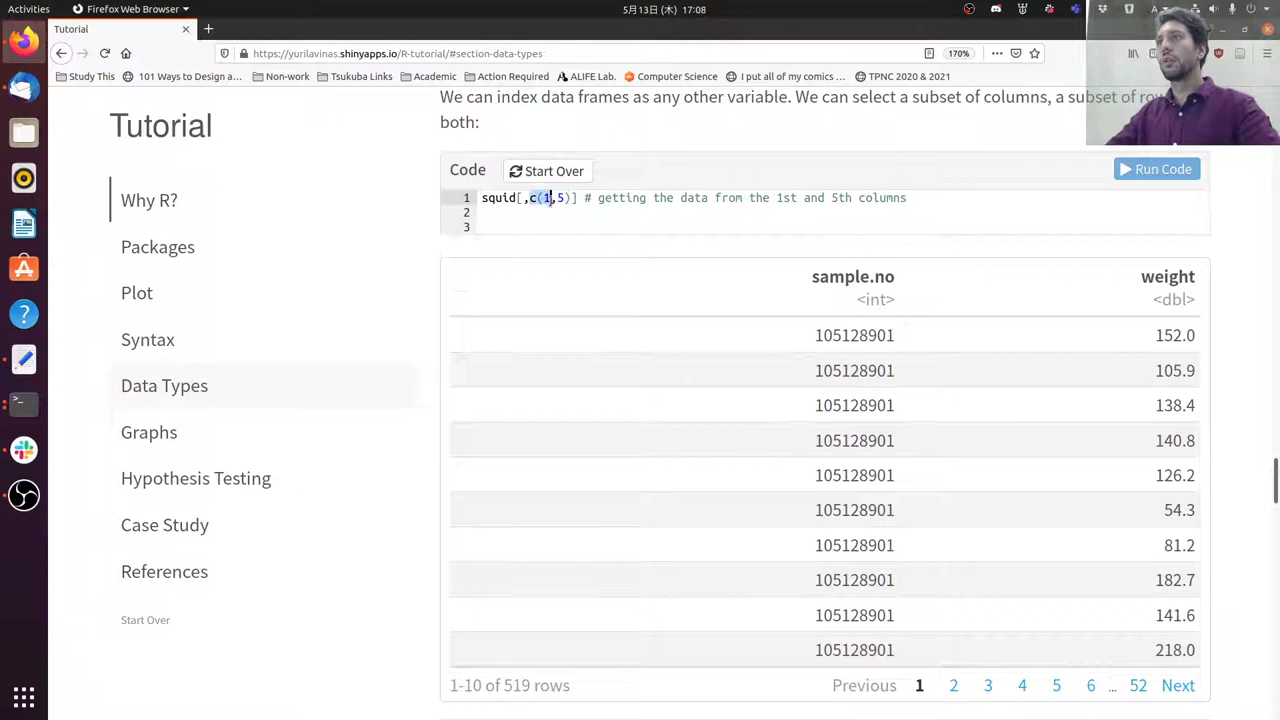 Activities
Firefox Web Browser
5月13日(木) 17:08
Tutorial
https://yurilavinas.shinyapps.io/R-tutorial/#section-data-types
170%
Study This
101 Ways to Design a...
Non-work
Tsukuba Links
Academic
Action Required
ALIFE Lab.
Computer Science
I put all of my comics ...
TPNC 2020 & 2021
Tutorial
Why R?
Packages
Plot
Syntax
Data Types
Graphs
Hypothesis Testing
Case Study
References
Start Over
We can index data frames as any other variable. We can select a subset of columns, a subset of
both:
Code
Start Over
Run Code
1 squid[,c(1,5)] # getting the data from the 1st and 5th columns
2
3
sample.no weight
<int> <dbl>
105128901 152.0
105128901 105.9
105128901 138.4
105128901 140.8
105128901 126.2
105128901 54.3
105128901 81.2
105128901 182.7
105128901 141.6
105128901 218.0
1-10 of 519 rows
Previous 1 2 3 4 5 6 ... 52 Next